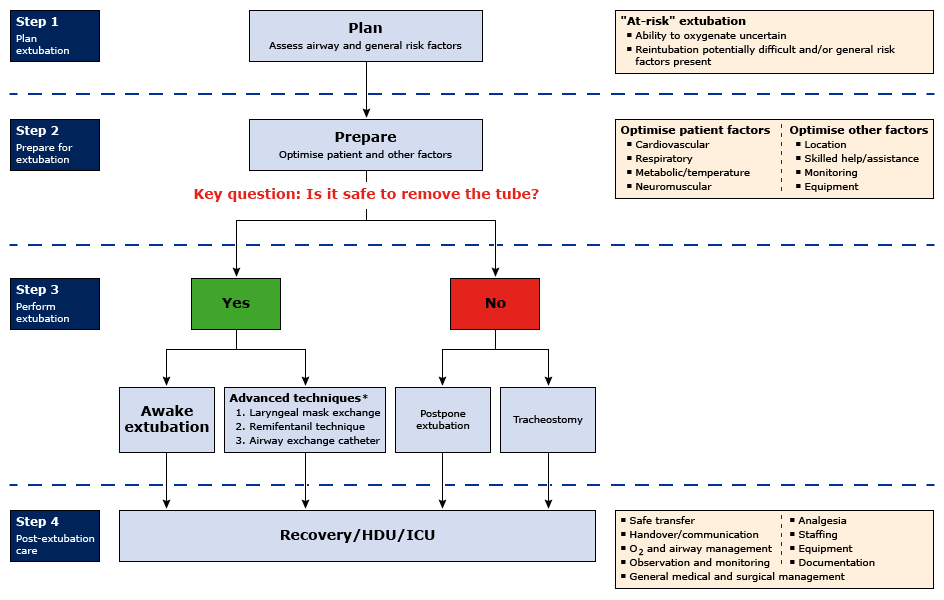 Step 1
Plan
extubation
Plan
Assess airway and general risk factors
"At-risk" extubation
▪ Ability to oxygenate uncertain
▪ Reintubation potentially difficult and/or general risk
factors present
Step 2
Prepare for
extubation
Prepare
Optimise patient and other factors
Optimise patient factors
▪ Cardiovascular
▪ Respiratory
▪ Metabolic/temperature
▪ Neuromuscular
Optimise other factors
▪ Location
▪ Skilled help/assistance
▪ Monitoring
▪ Equipment
Key question: Is it safe to remove the tube?
Step 3
Perform
extubation
Yes
No
Awake
extubation
Advanced techniques*
1. Laryngeal mask exchange
2. Remifentanil technique
3. Airway exchange catheter
Postpone
extubation
Tracheostomy
Step 4
Post-extubation
care
Recovery/HDU/ICU
▪ Safe transfer
▪ Handover/communication
▪ O2 and airway management
▪ Observation and monitoring
▪ General medical and surgical management
▪ Analgesia
▪ Staffing
▪ Equipment
▪ Documentation